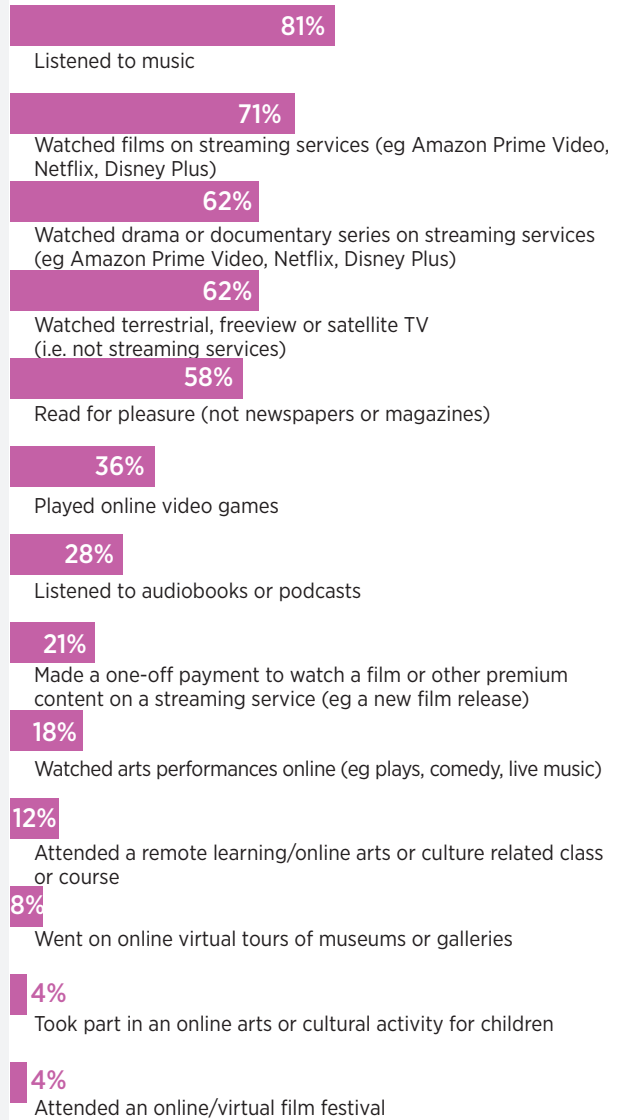 81%
Listened to music
71%
Watched films on streaming services (eg Amazon Prime Video,
Netflix, Disney Plus)
62%
Watched drama or documentary series on streaming services
(eg Amazon Prime Video, Netflix, Disney Plus)
62%
Watched terrestrial, freeview or satellite TV
(i.e. not streaming services)
58%
Read for pleasure (not newspapers or magazines)
36%
Played online video games
28%
Listened to audiobooks or podcasts
21%
Made a one-off payment to watch a film or other premium
content on a streaming service (eg a new film release)
18%
Watched arts performances online (eg plays, comedy, live music)
12%
Attended a remote learning/online arts or culture related class
or course
8%
Went on online virtual tours of museums or galleries
4%
Took part in an online arts or cultural activity for children
4%
Attended an online/virtual film festival